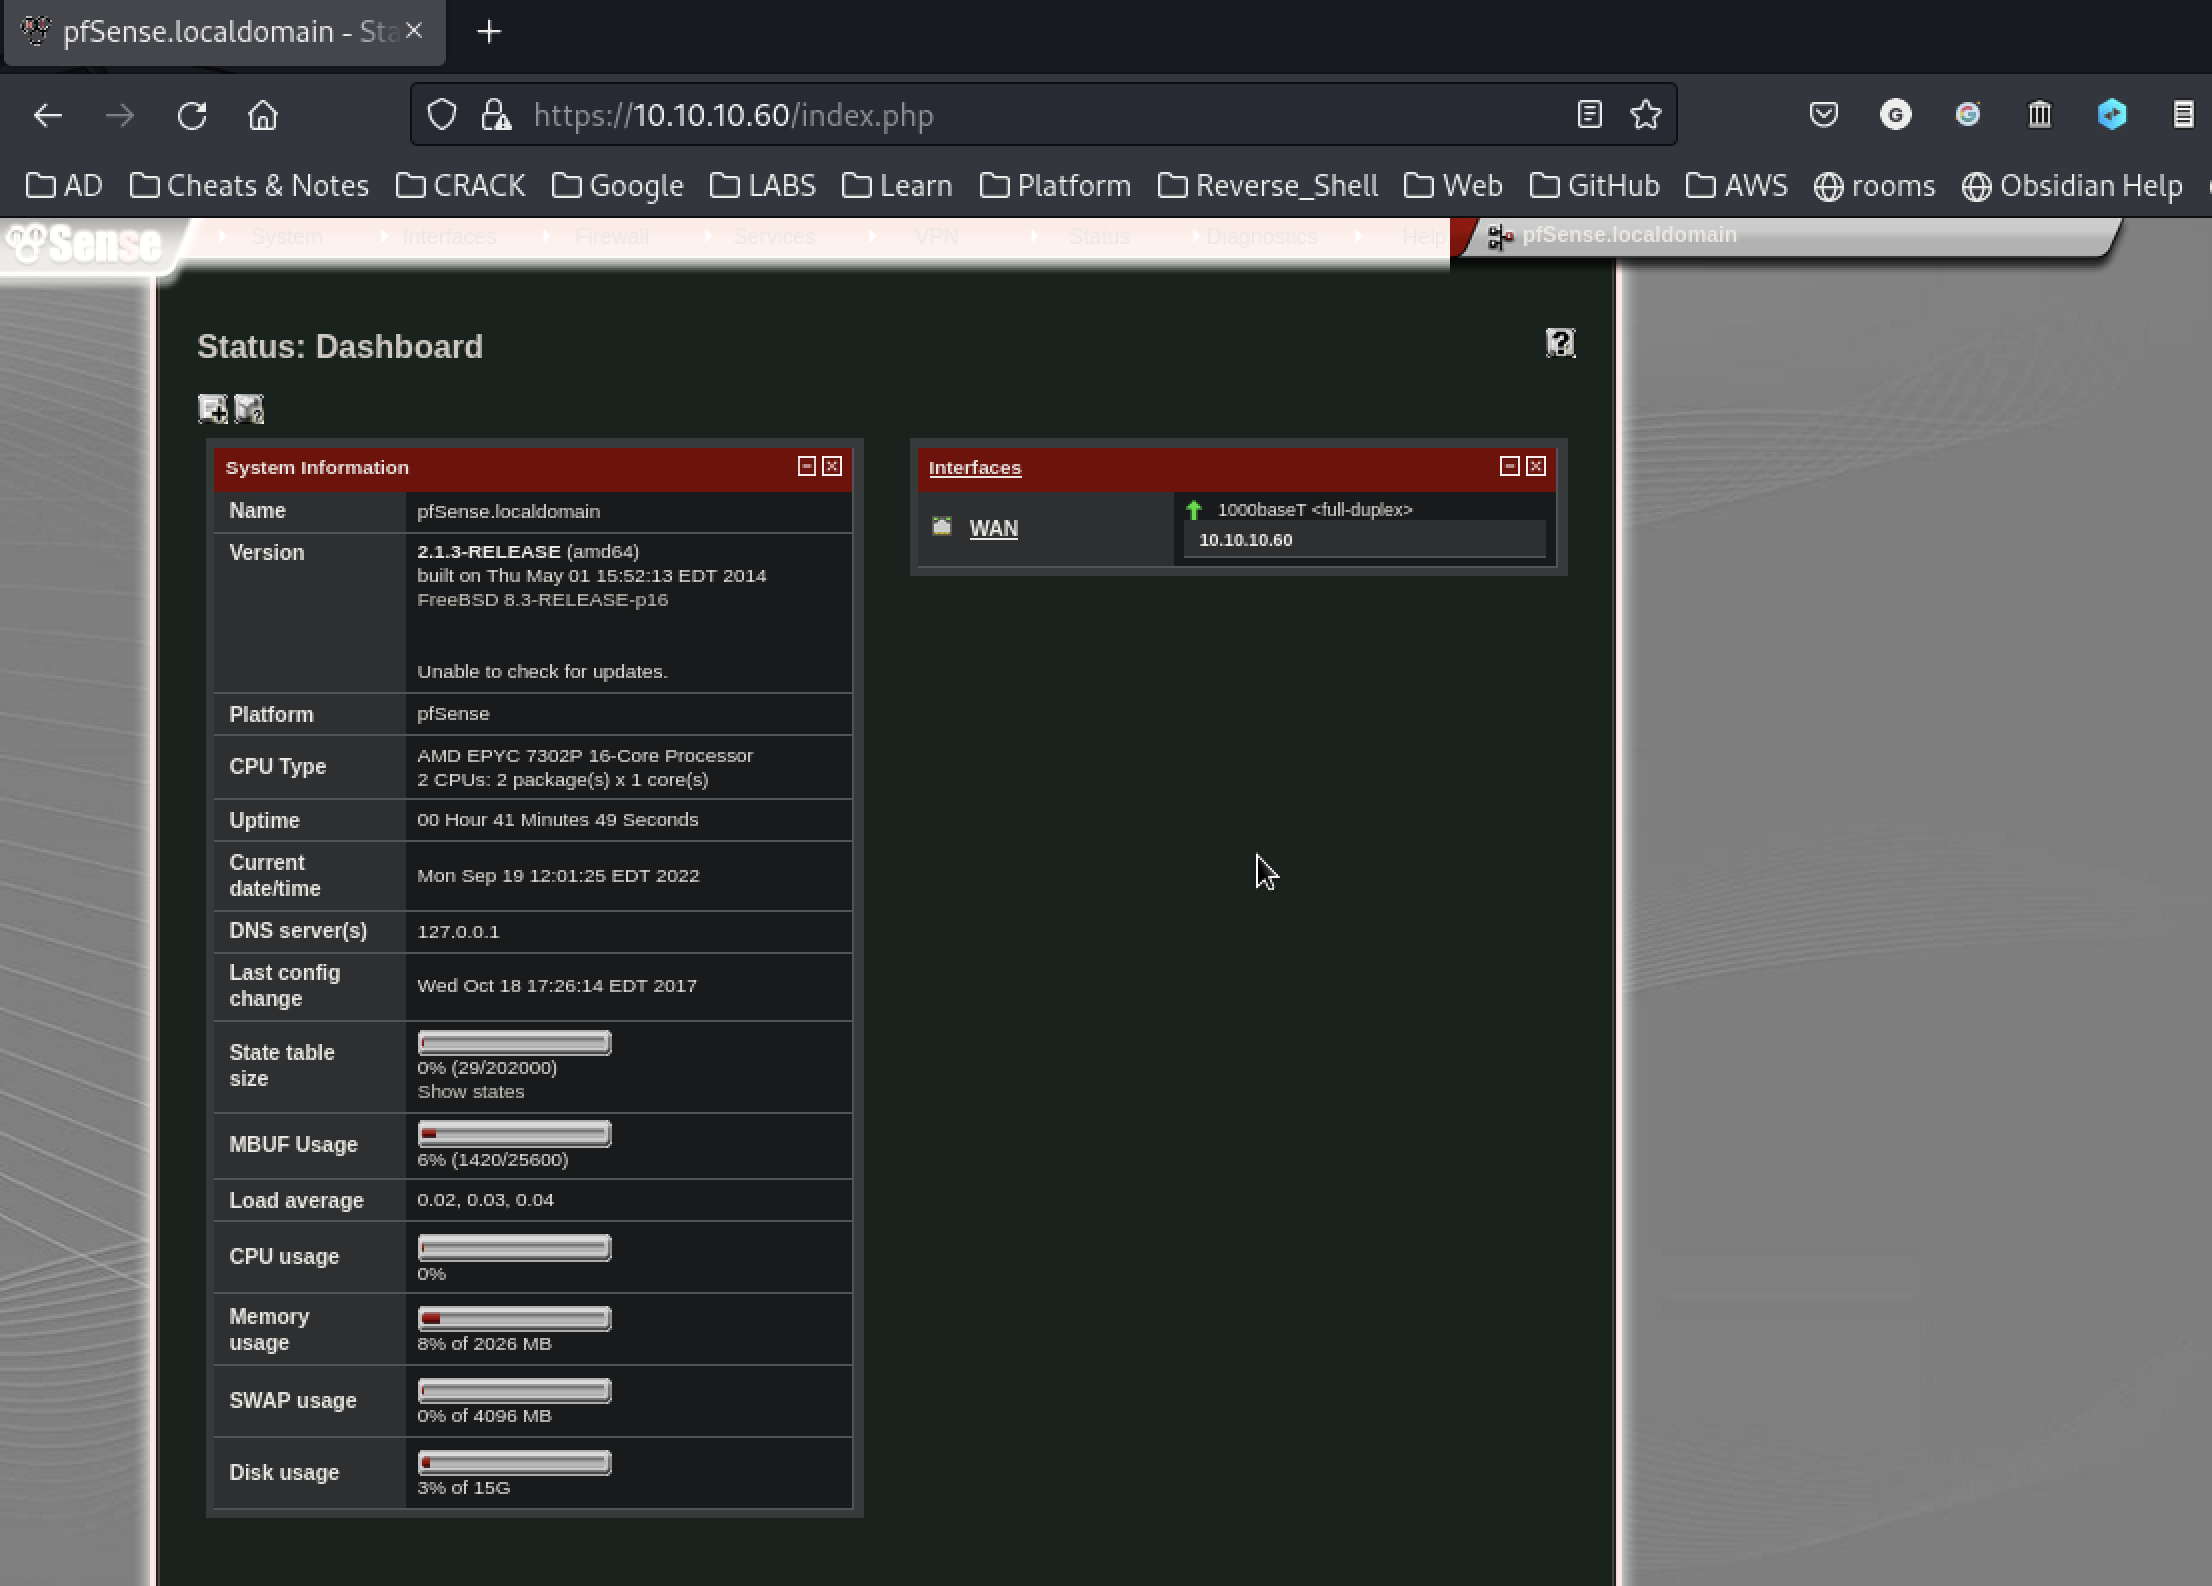 pfSense.localdomain - Sta
https://10.10.10.60/index.php
AD Cheats & Notes CRACK Google LABS Learn Platform Reverse_Shell Web GitHub AWS rooms Obsidian Help
Sense System Interfaces Firewall Services VPN Status Diagnostics Help pfSense.localdomain
Status: Dashboard
System Information
Name pfSense.localdomain
Version 2.1.3-RELEASE (amd64)
built on Thu May 01 15:52:13 EDT 2014
FreeBSD 8.3-RELEASE-p16
Unable to check for updates.
Platform pfSense
CPU Type AMD EPYC 7302P 16-Core Processor
2 CPUs: 2 package(s) x 1 core(s)
Uptime 00 Hour 41 Minutes 49 Seconds
Current
date/time Mon Sep 19 12:01:25 EDT 2022
DNS server(s) 127.0.0.1
Last config
change Wed Oct 18 17:26:14 EDT 2017
State table
size 0% (29/202000)
Show states
MBUF Usage 6% (1420/25600)
Load average 0.02, 0.03, 0.04
CPU usage 0%
Memory
usage 8% of 2026 MB
SWAP usage 0% of 4096 MB
Disk usage 3% of 15G
Interfaces
WAN 1000baseT <full-duplex>
10.10.10.60